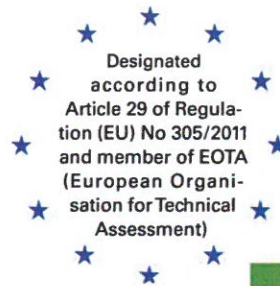 Designated
according to
Article 29 of Regula-
tion (EU) No 305/2011
and member of EOTA
(European Organi-
sation for Technical
Assessment)